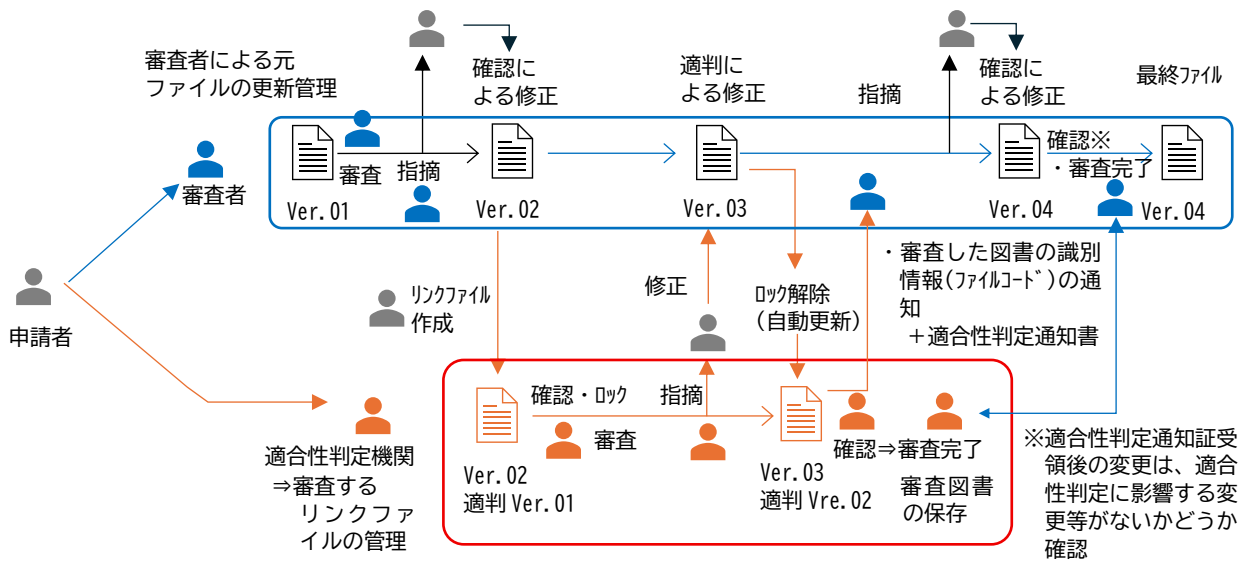 審査者による元
ファイルの更新管理
確認に
よる修正
適判に
よる修正
指摘
確認に
よる修正
最終ファイル
審査者
審査
指摘
確認※
・審査完了
Ver.01
Ver.02
Ver.03
Ver.04
Ver.04
申請者
リンクファイル
作成
修正
ロック解除
(自動更新)
・審査した図書の識別
情報(ファイルコード)の通
知
＋適合性判定通知書
適合性判定機関
⇒審査する
リンクファ
イルの管理
確認・ロック
指摘
審査
Ver.02
適判Ver.01
Ver.03
適判Vre.02
確認⇒審査完了
審査図書
の保存
※適合性判定通知証受
領後の変更は、適合
性判定に影響する変
更等がないかどうか
確認